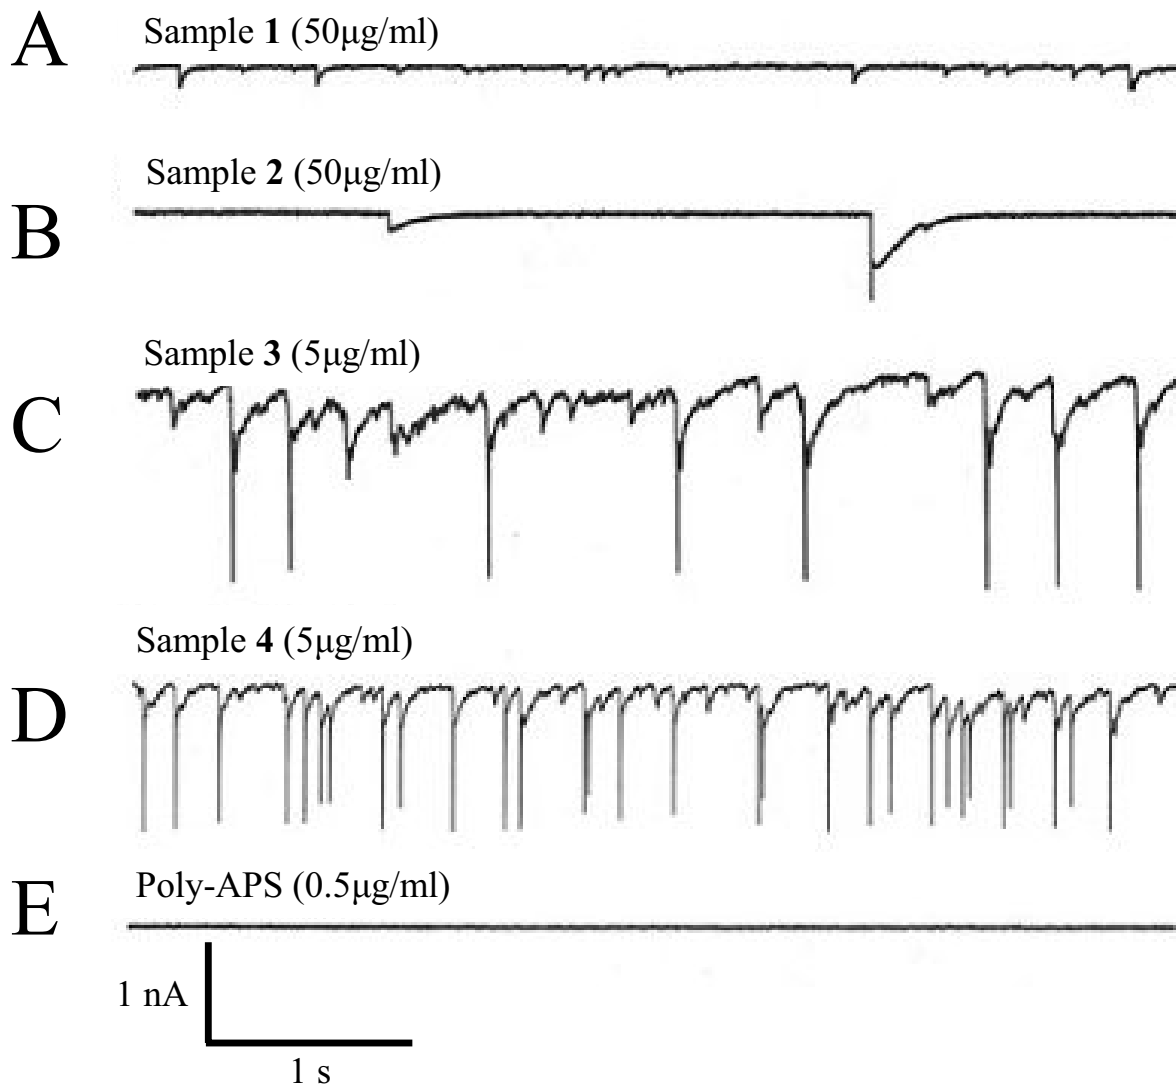 A
Sample 1 (50μg/ml)
B
Sample 2 (50μg/ml)
C
Sample 3 (5μg/ml)
D
Sample 4 (5μg/ml)
E
Poly-APS (0.5μg/ml)
1 nA
1 s